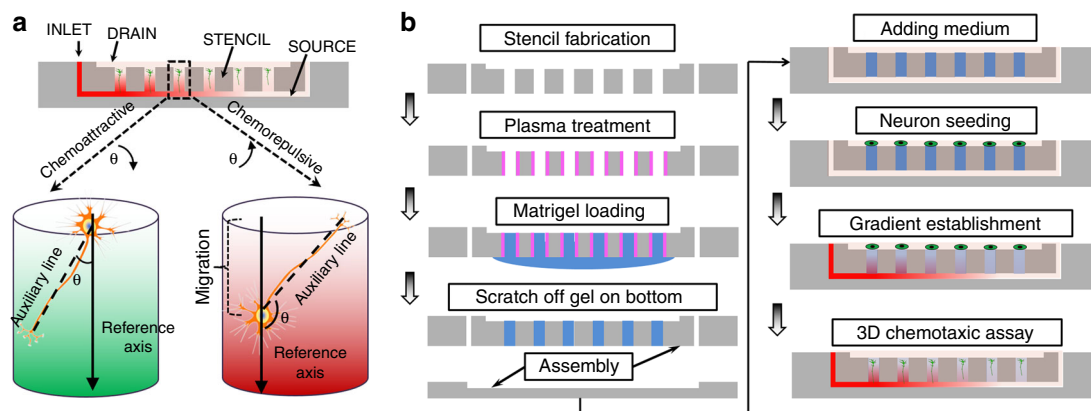 a
INLET
DRAIN
STENCIL
SOURCE
Chemoattractive
θ
Chemorepulsive
θ
Auxiliary line
θ
Reference
axis
Migration
Auxiliary line
θ
Reference
axis
b
Stencil fabrication
Plasma treatment
Matrigel loading
Scratch off gel on bottom
Assembly
Adding medium
Neuron seeding
Gradient establishment
3D chemotaxic assay